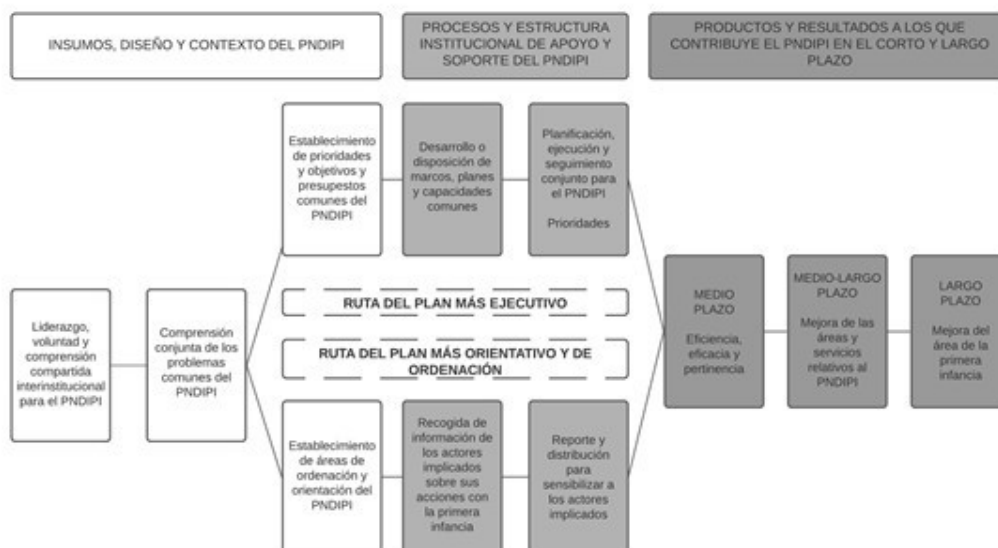 INSUMOS, DISEÑO Y CONTEXTO DEL PNDIPI
PROCESOS Y ESTRUCTURA
INSTITUCIONAL DE APOYO Y
SOPORTE DEL PNDIPI
PRODUCTOS Y RESULTADOS A LOS QUE
CONTRIBUYE EL PNDIPI EN EL CORTO Y LARGO
PLAZO
Establecimiento
de prioridades
y objetivos y
presupestos
comunes del
PNDIPI
Desarrollo o
disposición de
marcos, planes
y capacidades
comunes
Planificación,
ejecución y
seguimiento
conjunto para
el PNDIPI
Prioridades
Liderazgo,
voluntad y
comprensión
compartida
interinstitucional
para el PNDIPI
Comprensión
conjunta de los
problemas
comunes del
PNDIPI
RUTA DEL PLAN MÁS EJECUTIVO
RUTA DEL PLAN MÁS ORIENTATIVO Y DE
ORDENACIÓN
MEDIO
PLAZO
Eficiencia,
eficacia y
pertinencia
MEDIO-LARGO
PLAZO
Mejora de las
áreas y
servicios
relativos al
PNDIPI
LARGO
PLAZO
Mejora del
área de la
primera
infancia
Establecimiento
de áreas de
ordenación y
orientación del
PNDIPI
Recogida de
información de
los actores
implicados
sobre sus
acciones con
la primera
infancia
Reporte y
distribución
para
sensibilizar a
los actores
implicados